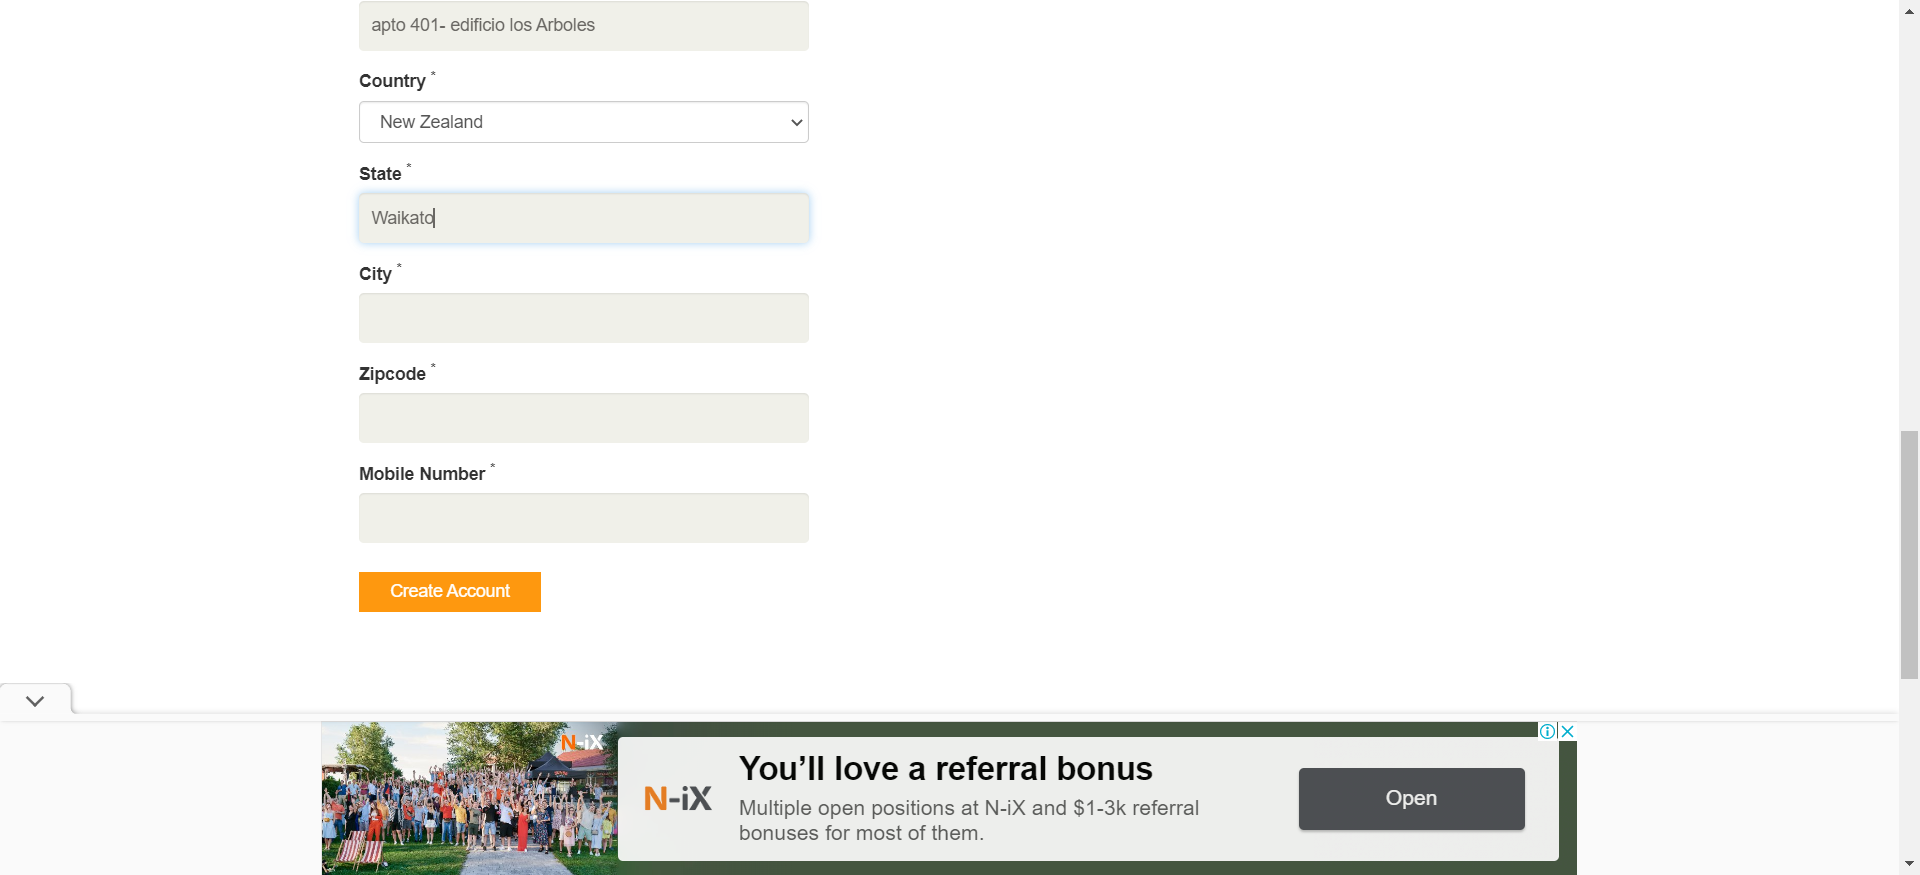 apto 401- edificio los Arboles
Country *
New Zealand
State *
Waikato
City *
Zipcode *
Mobile Number *
Create Account
N-iX
N-iX
You’ll love a referral bonus
Multiple open positions at N-iX and $1-3k referral
bonuses for most of them.
Open